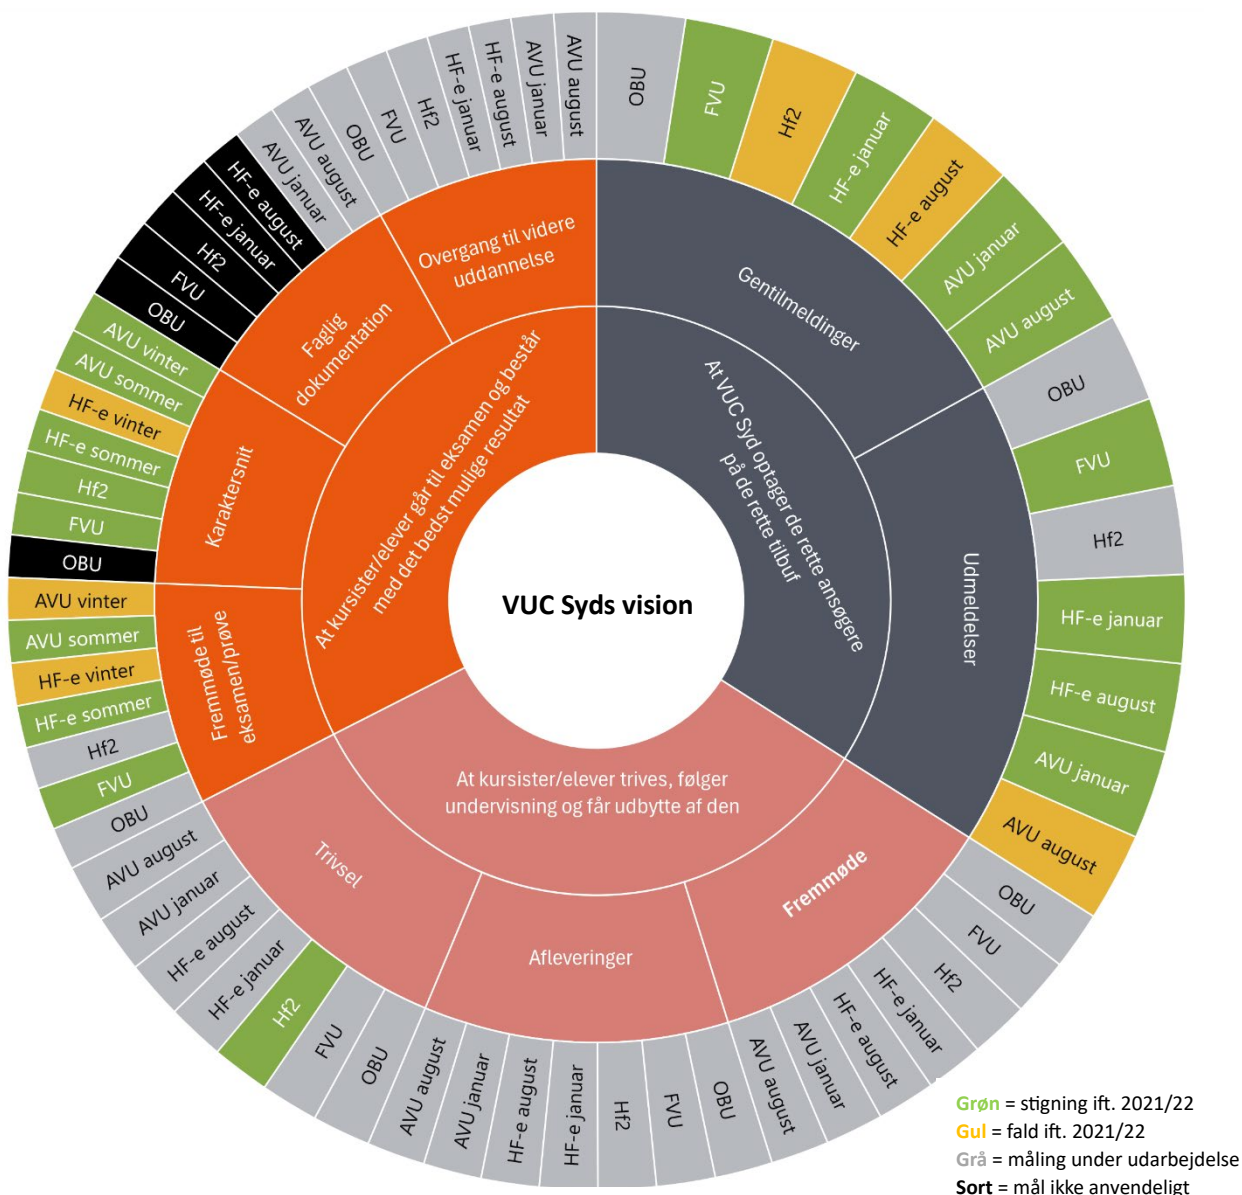 VUC Syds vision
At VUC Syd optager de rette ansøgere
på de rette tilbuf
Gentilmeldinger
OBU
FVU
Hf2
HF-e januar
HF-e august
AVU januar
AVU august
Udmeldelser
OBU
FVU
Hf2
HF-e januar
HF-e august
AVU januar
AVU august
At kursister/elever trives, følger
undervisning og får udbytte af den
Fremmøde
OBU
FVU
Hf2
HF-e januar
HF-e august
AVU januar
AVU august
Afleveringer
OBU
FVU
Hf2
HF-e januar
HF-e august
AVU januar
AVU august
Trivsel
OBU
FVU
Hf2
HF-e januar
HF-e august
AVU januar
AVU august
At kursister/elever går til eksamen og består
med det bedst mulige resultat
Fremmøde til
eksamen/prøve
OBU
FVU
Hf2
HF-e sommer
HF-e vinter
AVU sommer
AVU vinter
Karaktersnit
OBU
FVU
Hf2
HF-e sommer
HF-e vinter
AVU sommer
AVU vinter
Faglig
dokumentation
OBU
FVU
Hf2
HF-e januar
HF-e august
AVU januar
AVU august
Overgang til videre
uddannelse
OBU
FVU
Hf2
HF-e januar
HF-e august
AVU januar
AVU august
Grøn = stigning ift. 2021/22
Gul = fald ift. 2021/22
Grå = måling under udarbejdelse
Sort = mål ikke anvendeligt